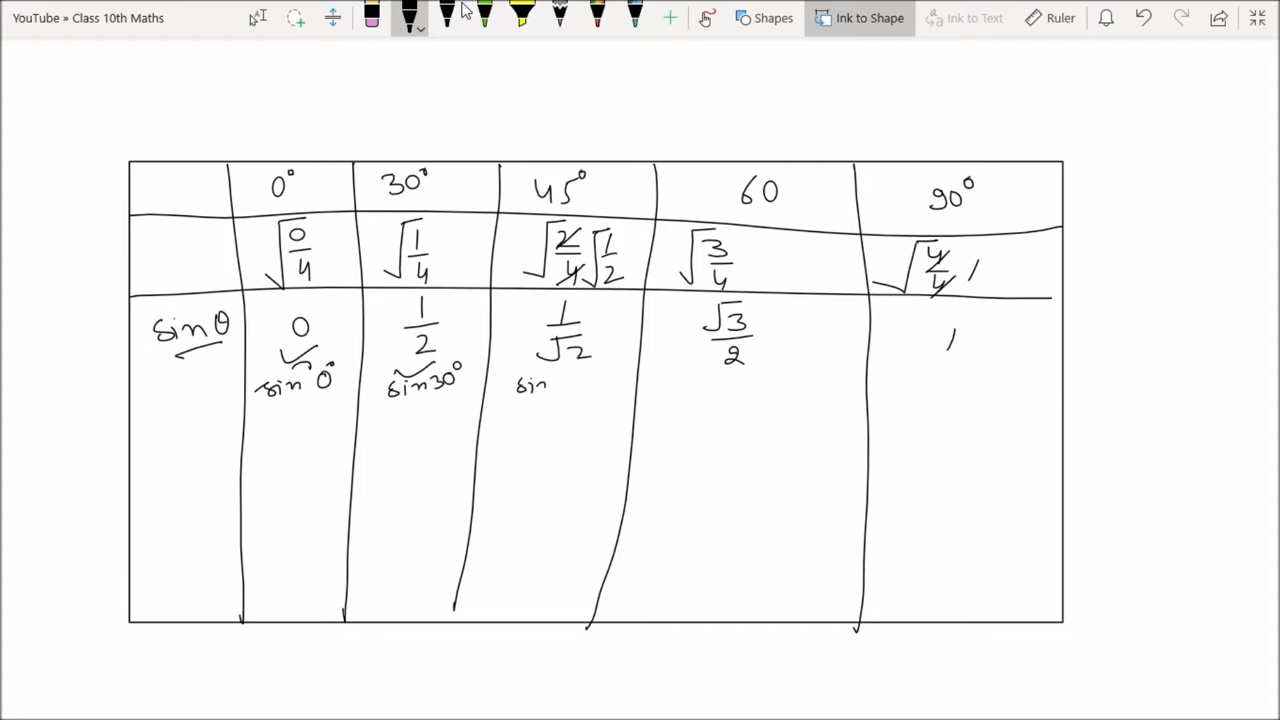 YouTube » Class 10th Maths Shapes Ink to Shape Ink to Text Ruler
0° 30° 45° 60 90°
√(0/4) √(1/4) √(2/4) √(1/2) √(3/4) √(4/4) 1
sinθ 0 1/2 1/√2 √3/2 1
sin 0° sin30° sin